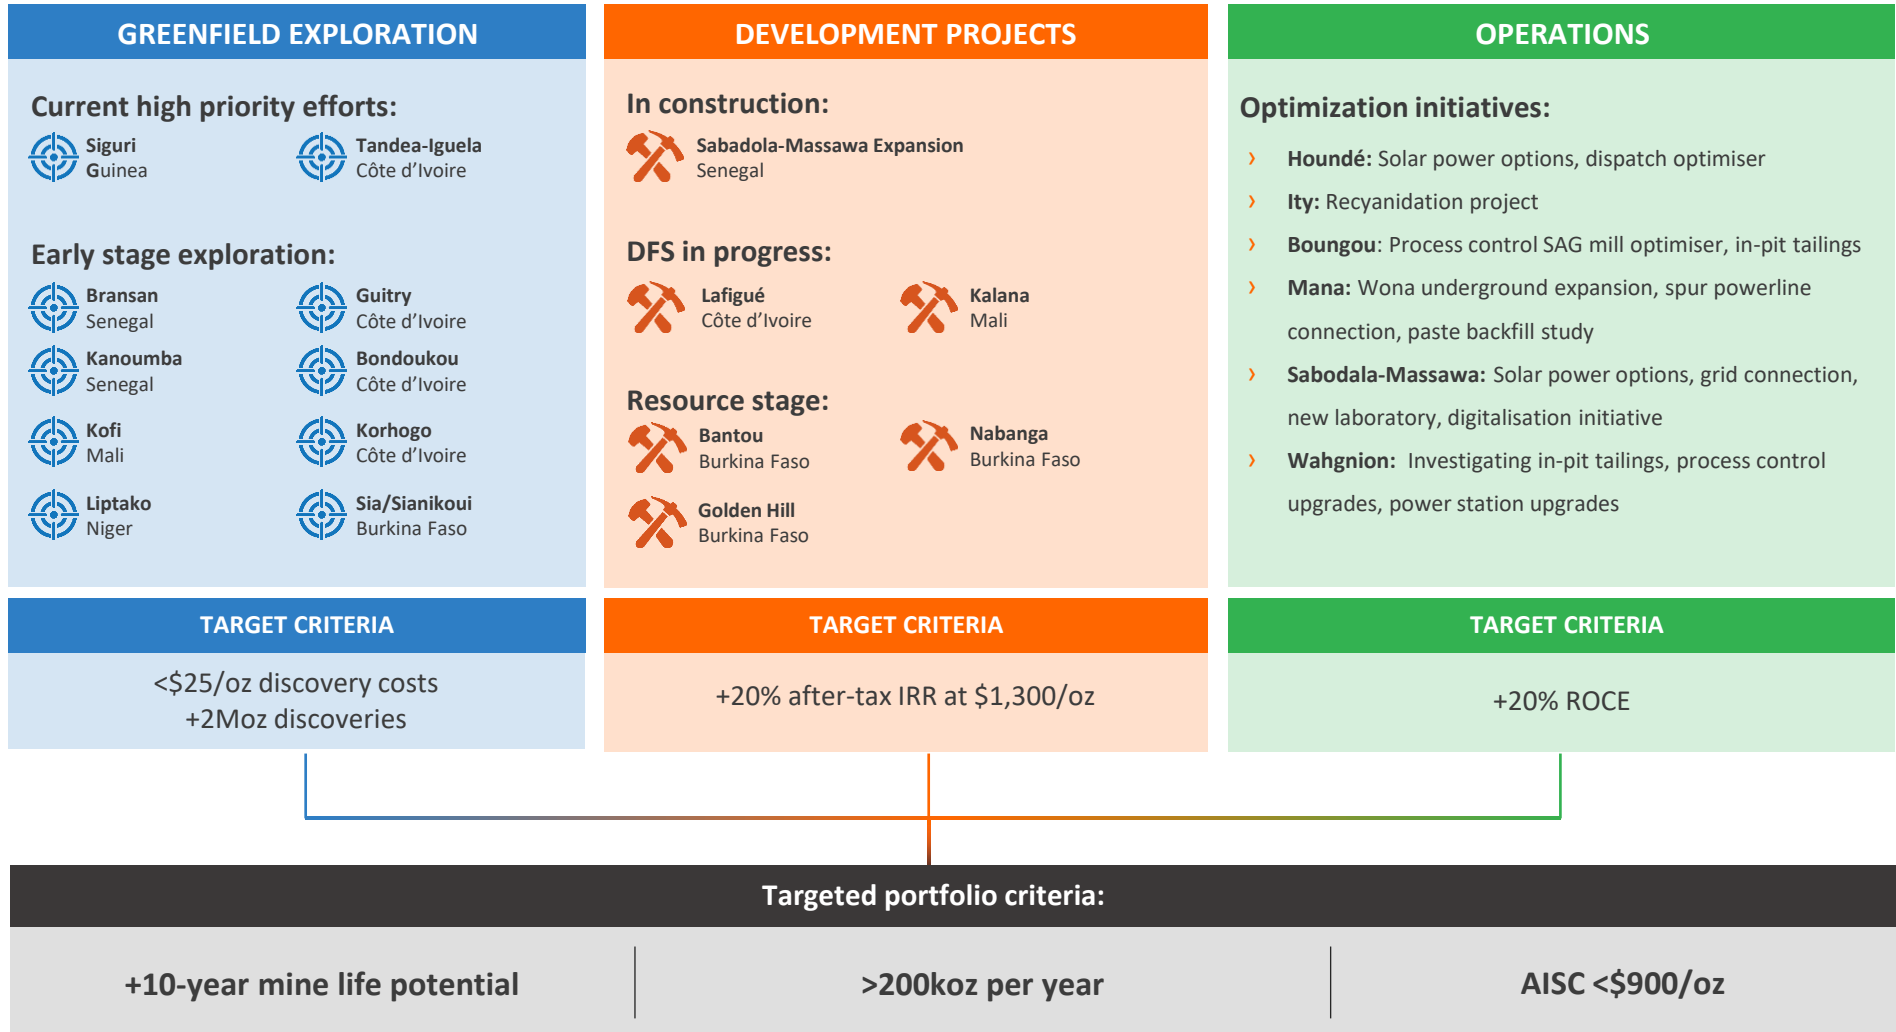 GREENFIELD EXPLORATION
Current high priority efforts:
Siguri
Guinea
Tandea-Iguela
Côte d’Ivoire
Early stage exploration:
Bransan
Senegal
Guitry
Côte d’Ivoire
Kanoumba
Senegal
Bondoukou
Côte d’Ivoire
Kofi
Mali
Korhogo
Côte d’Ivoire
Liptako
Niger
Sia/Sianikoui
Burkina Faso
TARGET CRITERIA
<$25/oz discovery costs
+2Moz discoveries
DEVELOPMENT PROJECTS
In construction:
Sabadola-Massawa Expansion
Senegal
DFS in progress:
Lafigué
Côte d’Ivoire
Kalana
Mali
Resource stage:
Bantou
Burkina Faso
Nabanga
Burkina Faso
Golden Hill
Burkina Faso
TARGET CRITERIA
+20% after-tax IRR at $1,300/oz
OPERATIONS
Optimization initiatives:
› Houndé: Solar power options, dispatch optimiser
› Ity: Recyanidation project
› Boungou: Process control SAG mill optimiser, in-pit tailings
› Mana: Wona underground expansion, spur powerline
connection, paste backfill study
› Sabodala-Massawa: Solar power options, grid connection,
new laboratory, digitalisation initiative
› Wahgnion: Investigating in-pit tailings, process control
upgrades, power station upgrades
TARGET CRITERIA
+20% ROCE
Targeted portfolio criteria:
+10-year mine life potential
>200koz per year
AISC <$900/oz